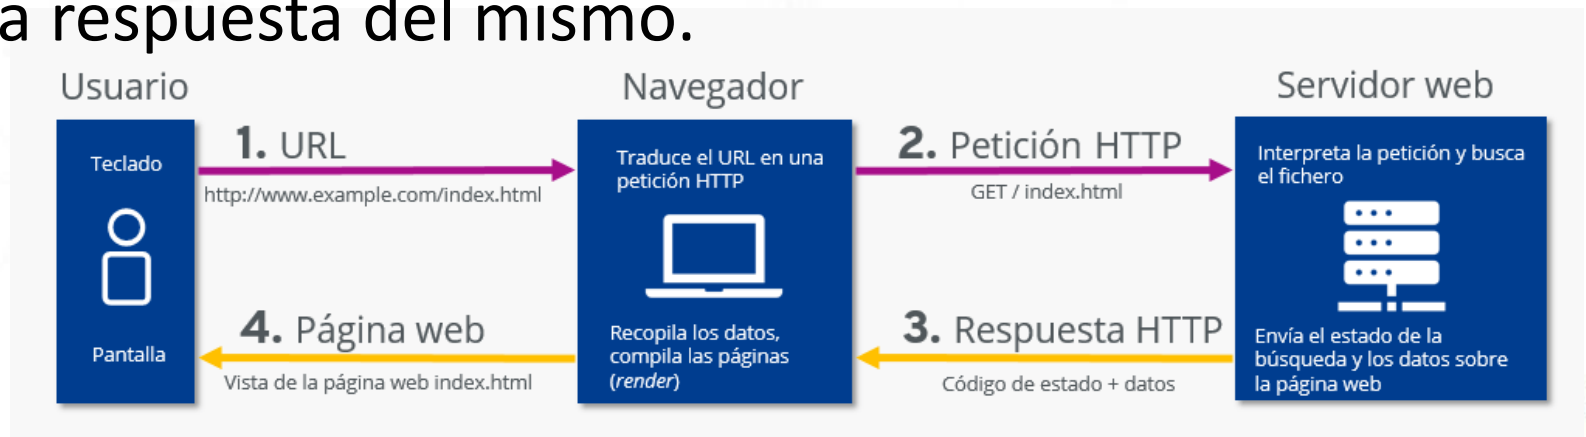 a respuesta del mismo.
Usuario
Navegador
Servidor web
Teclado
1. URL
http://www.example.com/index.html
Traduce el URL en una
petición HTTP
2. Petición HTTP
GET / index.html
Interpreta la petición y busca
el fichero
Pantalla
4. Página web
Vista de la página web index.html
Recopila los datos,
compila las páginas
(render)
3. Respuesta HTTP
Código de estado + datos
Envía el estado de la
búsqueda y los datos sobre
la página web